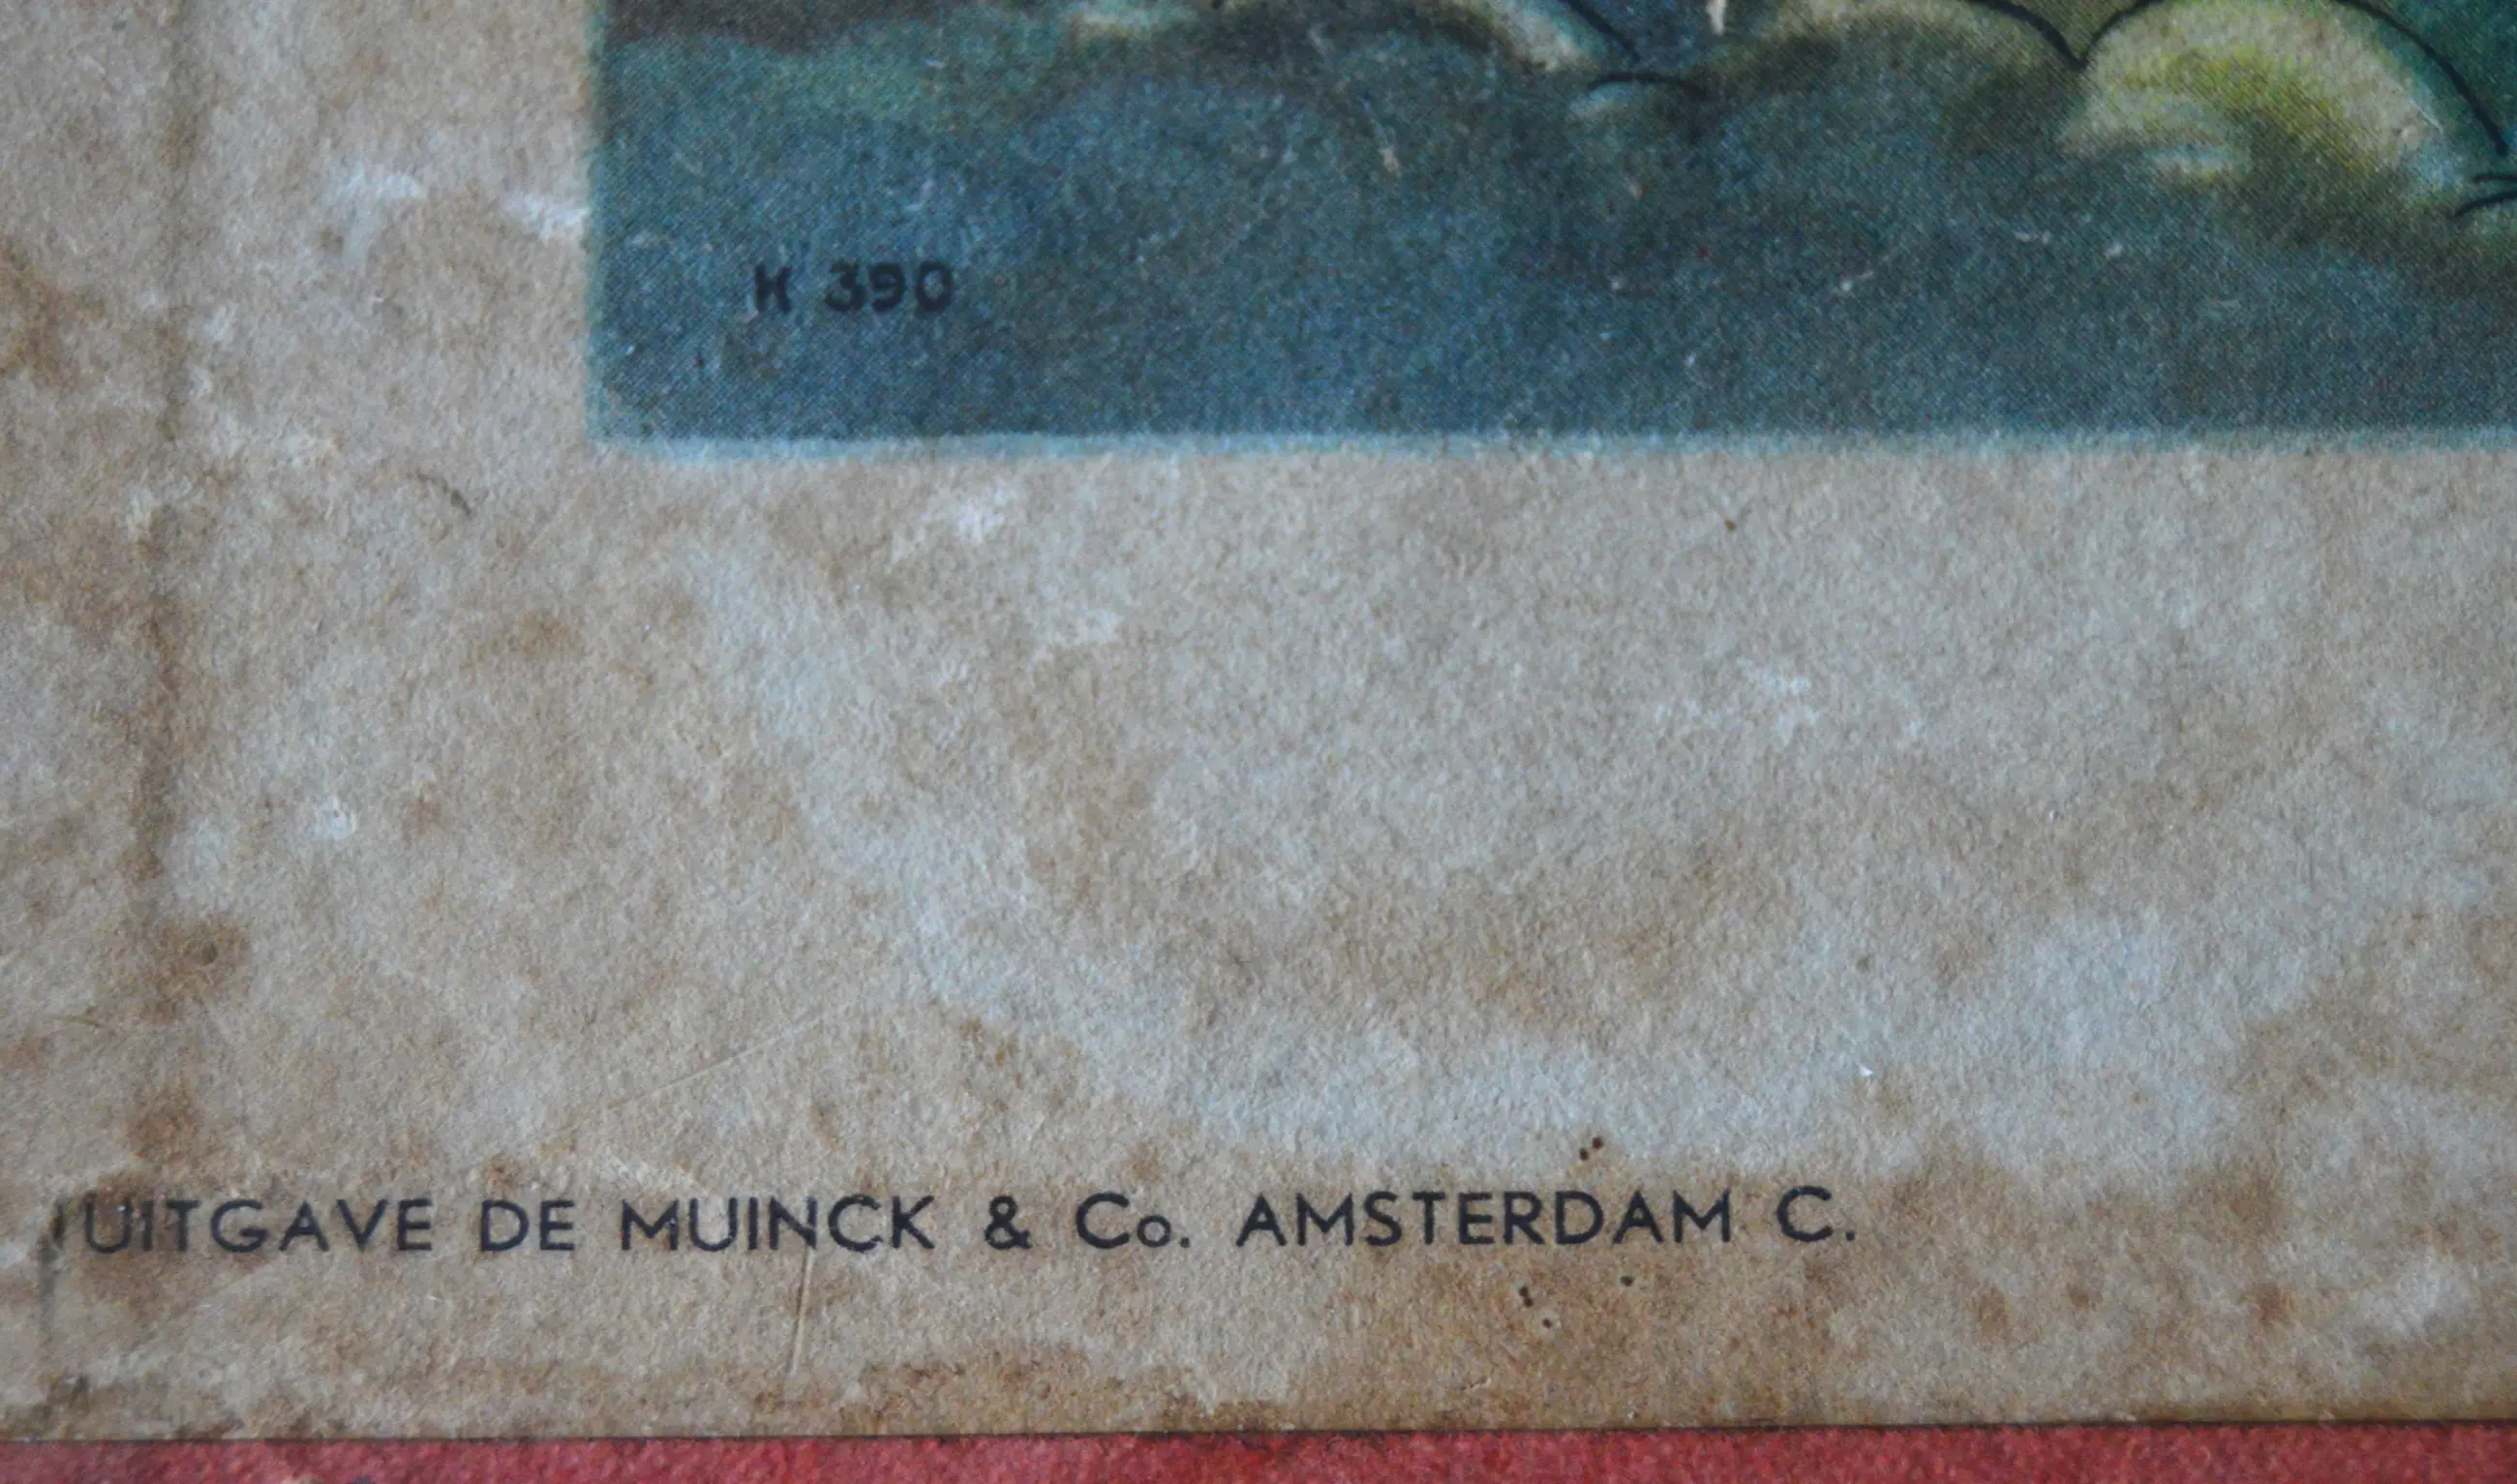 K 390
UITGAVE DE MUINCK & Co. AMSTERDAM C.